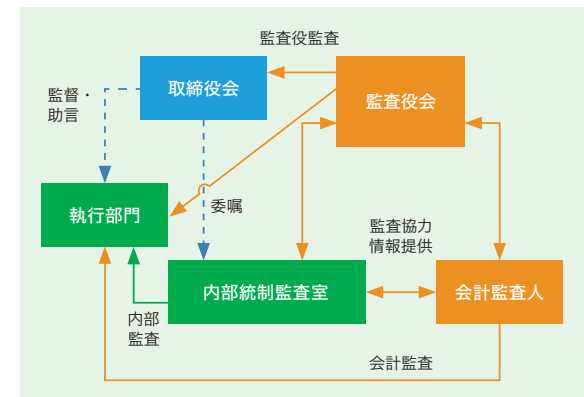 監査役監査
取締役会
監査役会
監督・
助言
執行部門
委嘱
監査協力
情報提供
内部統制監査室
会計監査人
内部
監査
会計監査